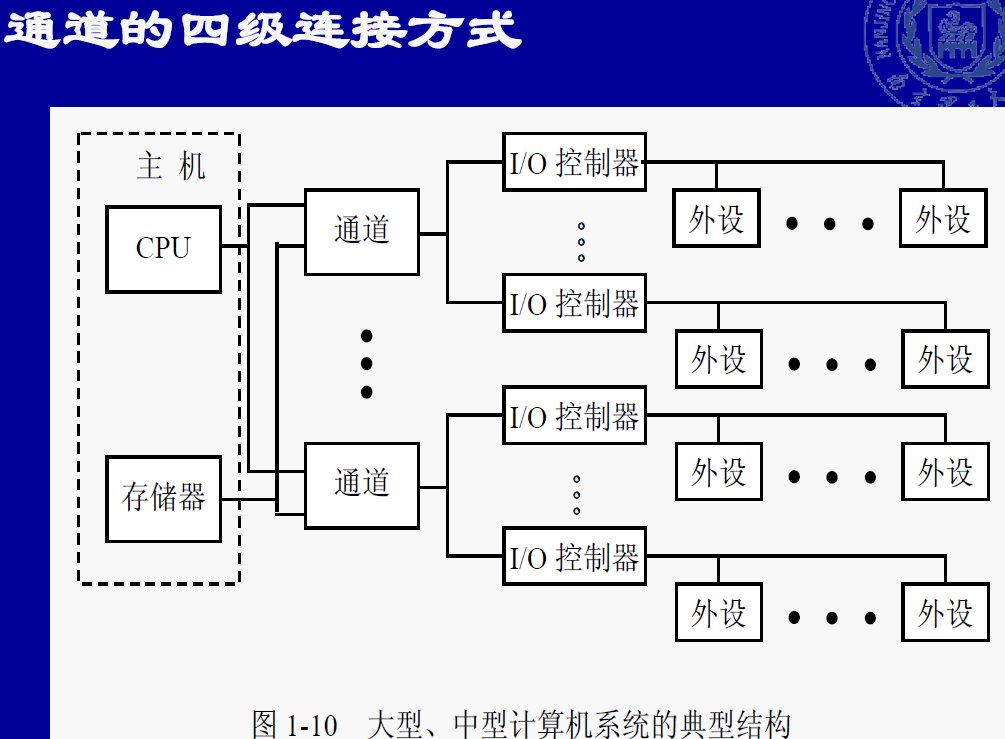 通道的四级连接方式
NANJING
主 机
CPU
存储器
通道
通道
I/O 控制器
外设
外设
I/O 控制器
外设
外设
I/O 控制器
外设
外设
I/O 控制器
外设
外设
图 1-10 大型、中型计算机系统的典型结构